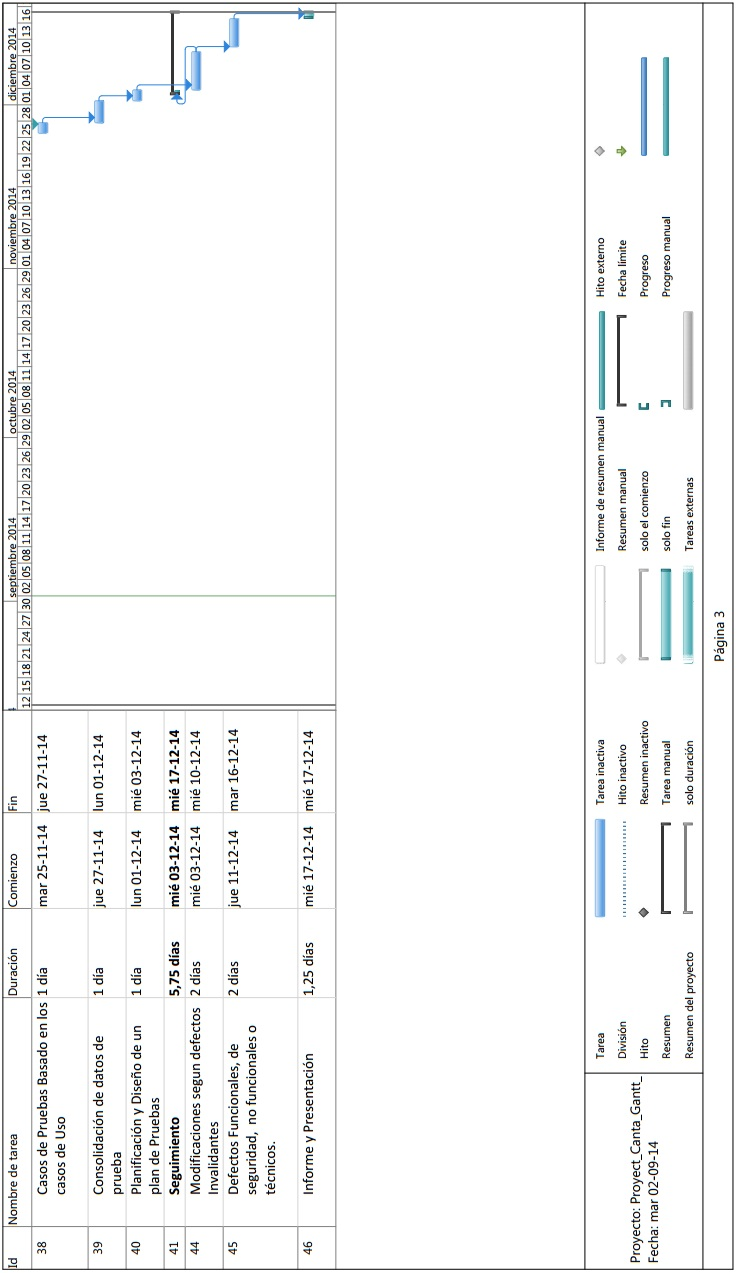 Id Nombre de tarea Duración Comienzo Fin
septiembre 2014 octubre 2014 noviembre 2014 diciembre 2014
12 15 18 21 24 27 30 02 05 08 11 14 17 20 23 26 29 02 05 08 11 14 17 20 23 26 29 01 04 07 10 13 16 19 22 25 28 01 04 07 10 13 16
38 Casos de Pruebas Basado en los 1 día mar 25-11-14 jue 27-11-14
casos de Uso
39 Consolidación de datos de 1 día jue 27-11-14 lun 01-12-14
prueba
40 Planificación y Diseño de un 1 día lun 01-12-14 mié 03-12-14
plan de Pruebas
41 Seguimiento 5,75 días mié 03-12-14 mié 17-12-14
44 Modificaciones segun defectos 2 días mié 03-12-14 mié 10-12-14
Invalidantes
45 Defectos Funcionales, de 2 días jue 11-12-14 mar 16-12-14
seguridad, no funcionales o
técnicos.
46 Informe y Presentación 1,25 días mié 17-12-14 mié 17-12-14
Proyecto: Proyect_Canta_Gantt_
Fecha: mar 02-09-14
Tarea
División
Hito
Resumen
Resumen del proyecto
Tarea inactiva
Hito inactivo
Resumen inactivo
Tarea manual
solo duración
Informe de resumen manual
Resumen manual
solo el comienzo
solo fin
Tareas externas
Hito externo
Fecha límite
Progreso
Progreso manual
Página 3